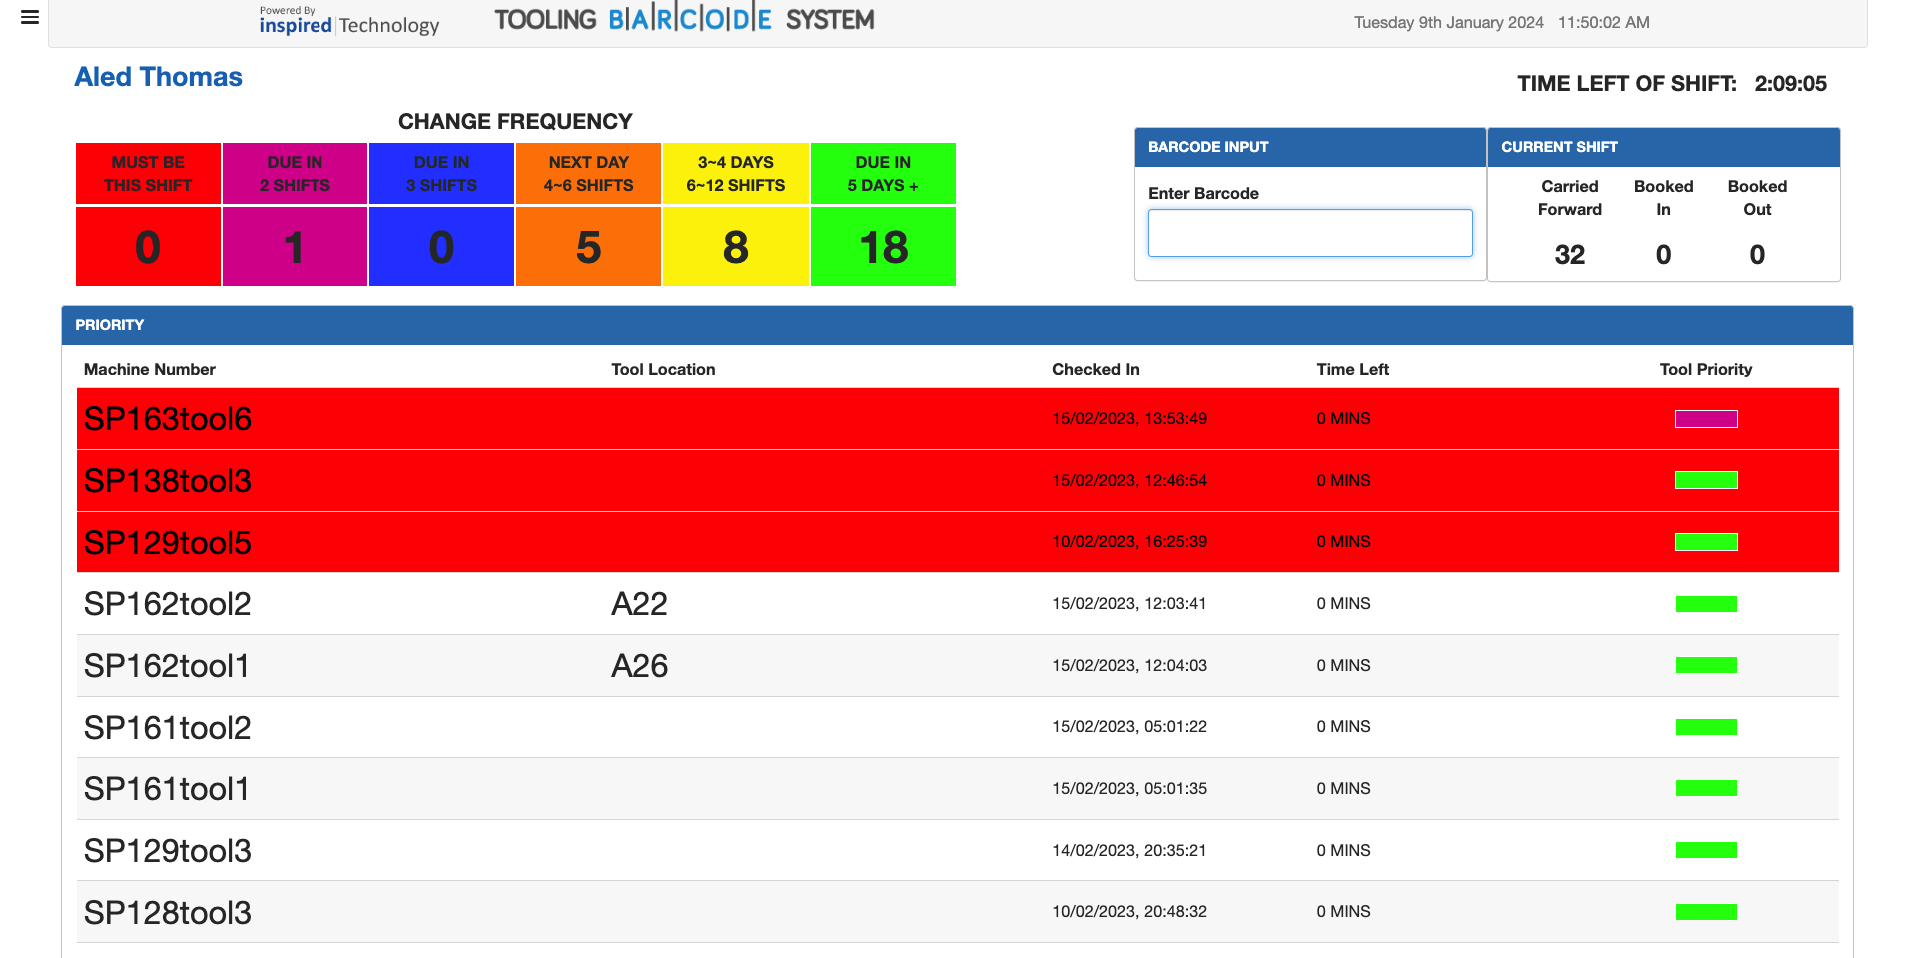 Powered By
inspired Technology
TOOLING B|A|R|C|O|D|E SYSTEM
Tuesday 9th January 2024 11:50:02 AM
Aled Thomas
TIME LEFT OF SHIFT: 2:09:05
CHANGE FREQUENCY
MUST BE THIS SHIFT
DUE IN 2 SHIFTS
DUE IN 3 SHIFTS
NEXT DAY 4~6 SHIFTS
3~4 DAYS 6~12 SHIFTS
DUE IN 5 DAYS +
0 1 0 5 8 18
BARCODE INPUT
Enter Barcode
CURRENT SHIFT
Carried Forward
Booked In
Booked Out
32 0 0
PRIORITY
Machine Number Tool Location Checked In Time Left Tool Priority
SP163tool6 15/02/2023, 13:53:49 0 MINS
SP138tool3 15/02/2023, 12:46:54 0 MINS
SP129tool5 10/02/2023, 16:25:39 0 MINS
SP162tool2 A22 15/02/2023, 12:03:41 0 MINS
SP162tool1 A26 15/02/2023, 12:04:03 0 MINS
SP161tool2 15/02/2023, 05:01:22 0 MINS
SP161tool1 15/02/2023, 05:01:35 0 MINS
SP129tool3 14/02/2023, 20:35:21 0 MINS
SP128tool3 10/02/2023, 20:48:32 0 MINS